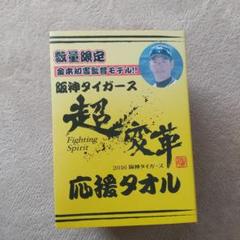 数量限定
金本知憲監督モデル!!
阪神タイガース
超変革
Fighting
Spirit
2016 阪神タイガース
応援タオル